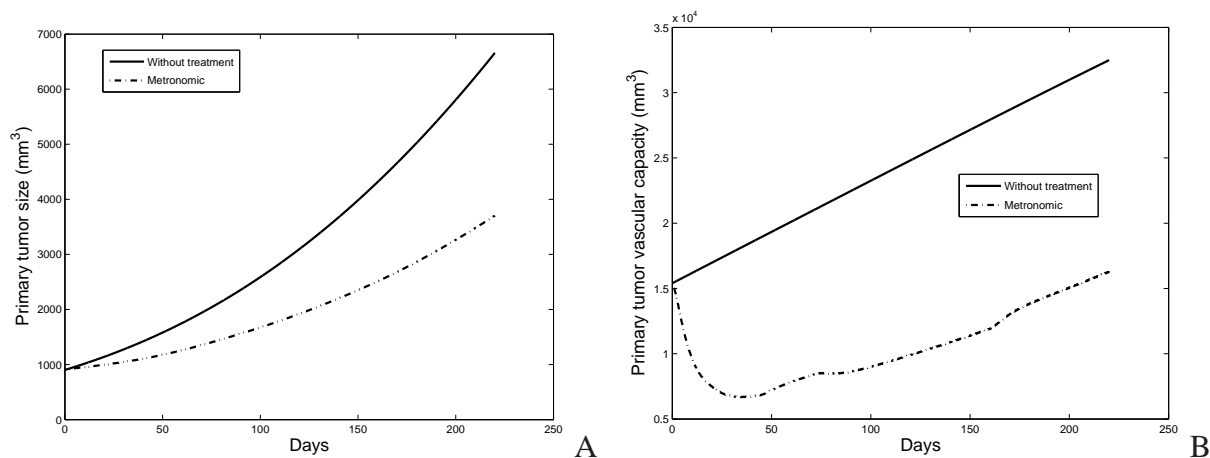 7000
6000
5000
4000
3000
2000
1000
0
0 50 100 150 200 250
Primary tumor size (mm³)
Days
Without treatment
Metronomic
A
x 10⁴
3.5
3
2.5
2
1.5
1
0.5
0 50 100 150 200 250
Primary tumor vascular capacity (mm³)
Days
Without treatment
Metronomic
B